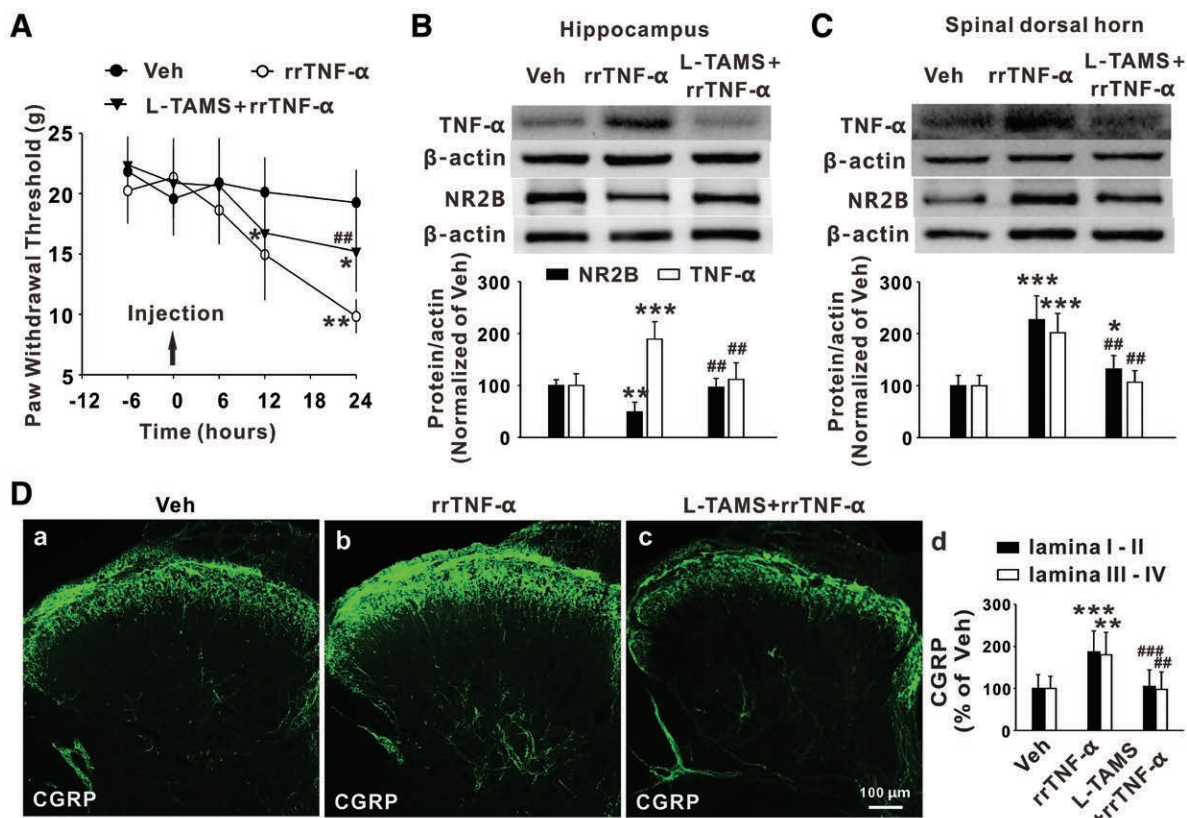 A
Veh
rrTNF-α
L-TAMS+rrTNF-α
Paw Withdrawal Threshold (g)
25
20
15
10
5
*
##
*
**
Injection
-12
-6
0
6
12
18
24
Time (hours)
B
Hippocampus
Veh
rrTNF-α
L-TAMS+
rrTNF-α
TNF-α
β-actin
NR2B
β-actin
NR2B
TNF-α
Protein/actin
(Normalized of Veh)
300
200
100
0
**
***
##
##
C
Spinal dorsal horn
Veh
rrTNF-α
L-TAMS+
rrTNF-α
TNF-α
β-actin
NR2B
β-actin
Protein/actin
(Normalized of Veh)
300
200
100
0
***
***
*
##
##
D
Veh
rrTNF-α
L-TAMS+rrTNF-α
a
CGRP
b
CGRP
c
CGRP
100 μm
d
lamina I - II
lamina III - IV
CGRP
(% of Veh)
300
200
100
0
***
**
###
##
Veh
rrTNF-α
L-TAMS
+rrTNF-α